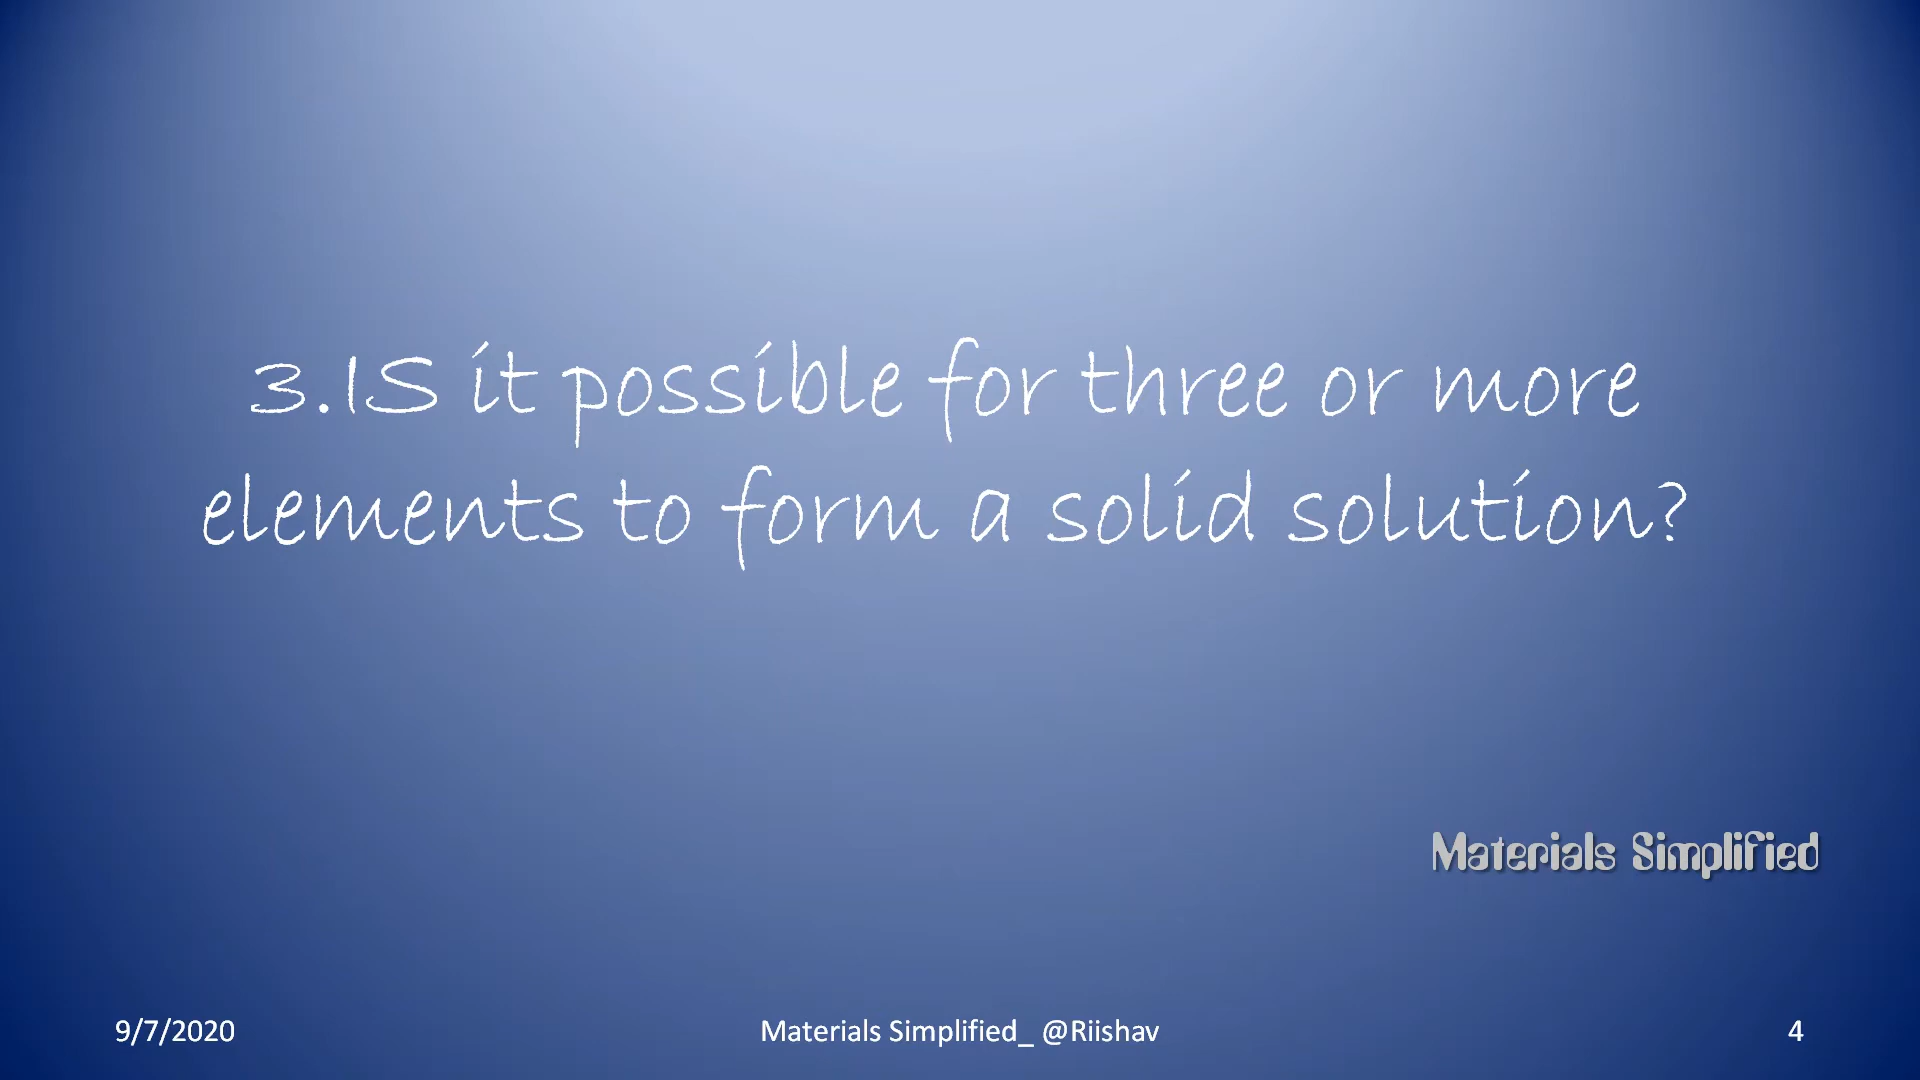 3.IS it possible for three or more
elements to form a solid solution?
Materials Simplified
9/7/2020
Materials Simplified_ @Riishav
4